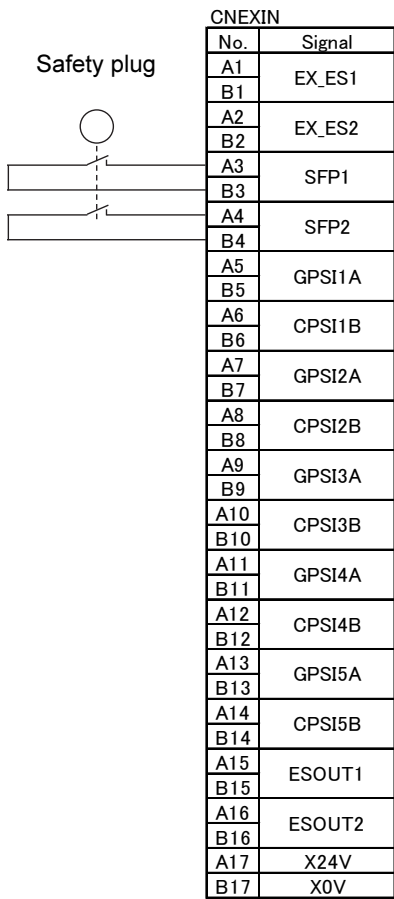 CNEXIN
No. Signal
Safety plug
A1
EX_ES1
B1
A2
EX_ES2
B2
A3
SFP1
B3
A4
SFP2
B4
A5
GPSI1A
B5
A6
CPSI1B
B6
A7
GPSI2A
B7
A8
CPSI2B
B8
A9
GPSI3A
B9
A10
CPSI3B
B10
A11
GPSI4A
B11
A12
CPSI4B
B12
A13
GPSI5A
B13
A14
CPSI5B
B14
A15
ESOUT1
B15
A16
ESOUT2
B16
A17 X24V
B17 X0V